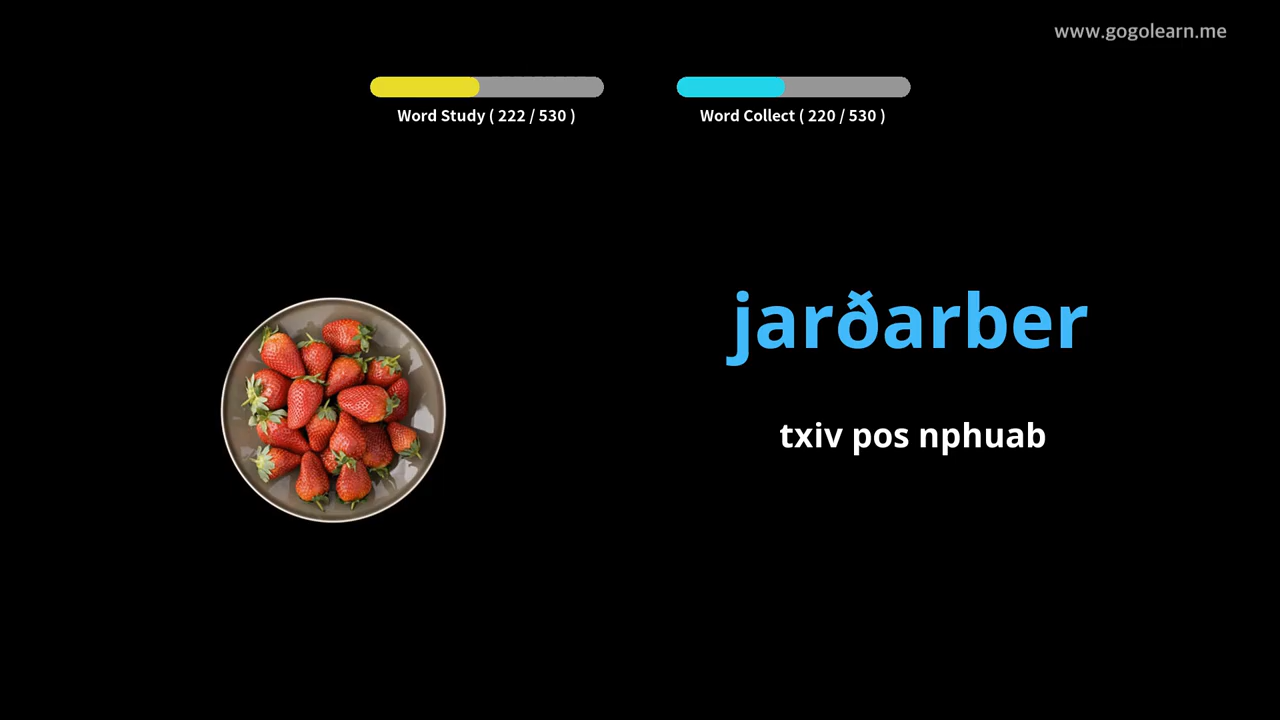 www.gogolearn.me
Word Study ( 222 / 530 )
Word Collect ( 220 / 530 )
jarðarber
txiv pos nphuab